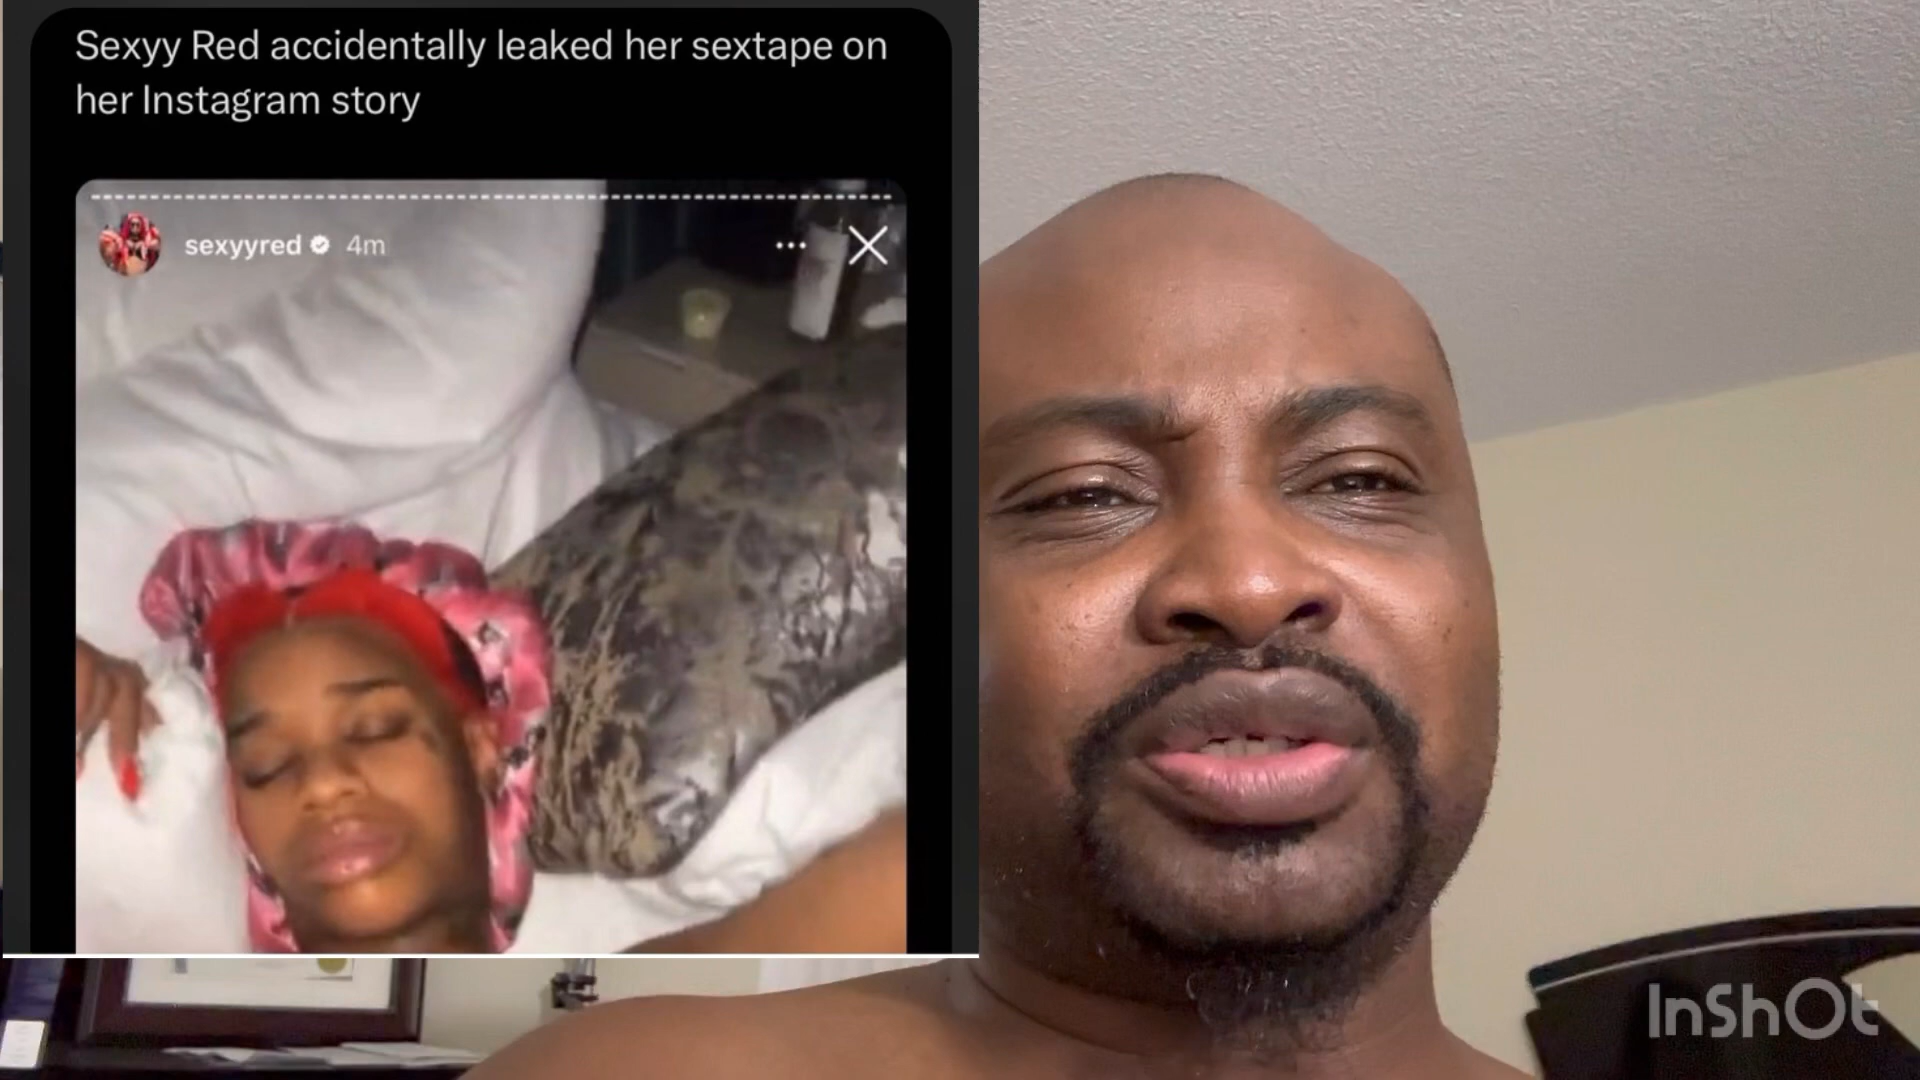 Sexyy Red accidentally leaked her sextape on
her Instagram story
sexyyred 4m
InShOt